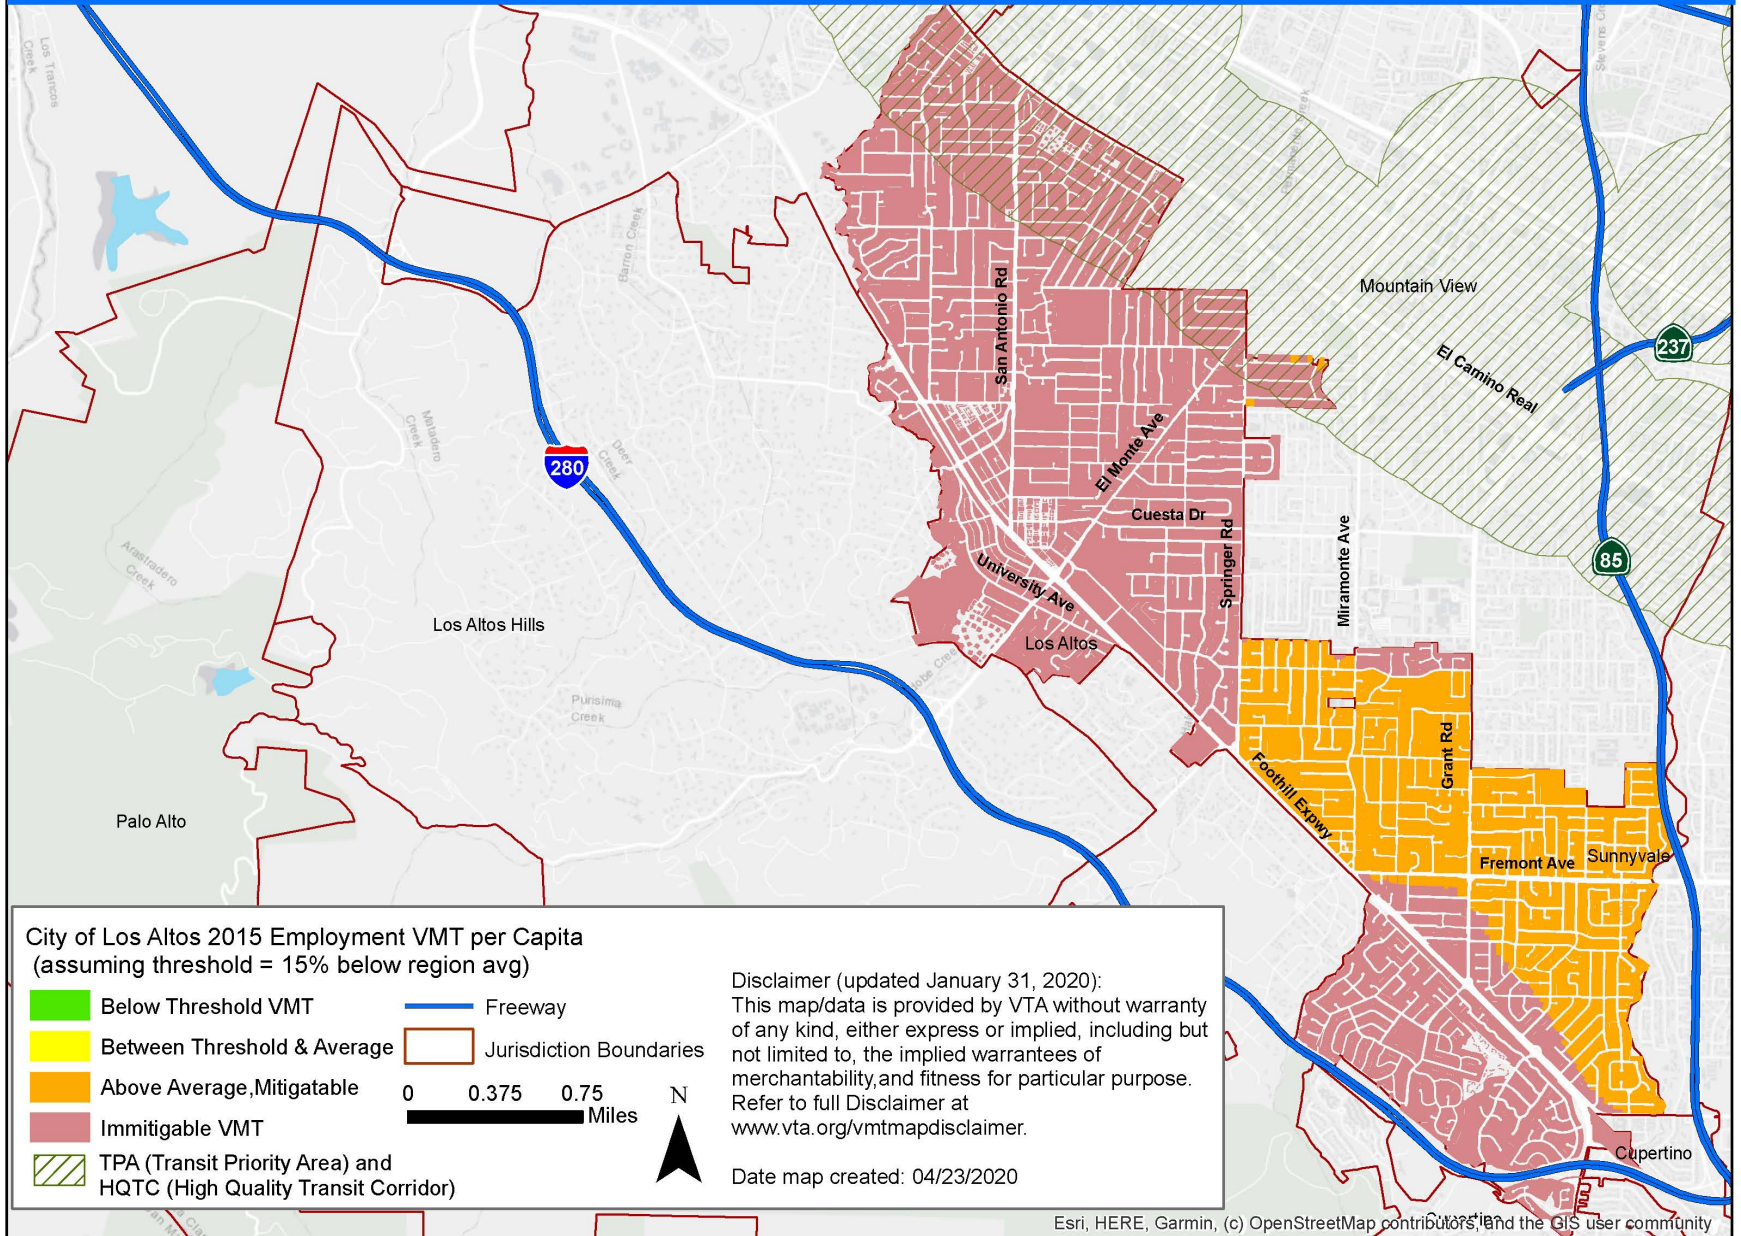 Los Trancos
Creek
Stevens Cr
Barron Creek
San Antonio Rd
Mountain View
237
El Camino Real
Matadero
Creek
Deer
Creek
El Monte Ave
280
Cuesta Dr
Springer Rd
Miramonte Ave
85
Arastradero
Creek
University Ave
Los Altos Hills
Los Altos
Purisima
Creek
Grant Rd
Foothill Expwy
Palo Alto
Fremont Ave
Sunnyvale
City of Los Altos 2015 Employment VMT per Capita
(assuming threshold = 15% below region avg)
Below Threshold VMT
Between Threshold & Average
Above Average,Mitigatable
Immitigable VMT
TPA (Transit Priority Area) and
HQTC (High Quality Transit Corridor)
Freeway
Jurisdiction Boundaries
0 0.375 0.75
Miles
N
Disclaimer (updated January 31, 2020):
This map/data is provided by VTA without warranty
of any kind, either express or implied, including but
not limited to, the implied warrantees of
merchantability,and fitness for particular purpose.
Refer to full Disclaimer at
www.vta.org/vmtmapdisclaimer.
Date map created: 04/23/2020
Cupertino
Cupertino
Esri, HERE, Garmin, (c) OpenStreetMap contributors, and the GIS user community